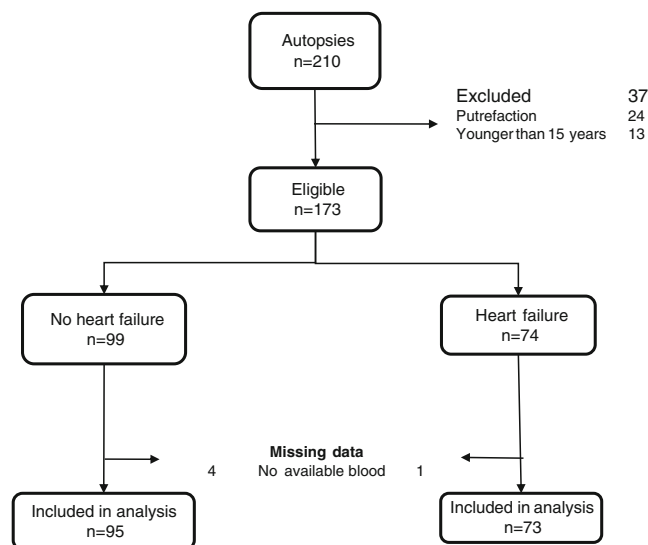 Autopsies
n=210
Excluded 37
Putrefaction 24
Younger than 15 years 13
Eligible
n=173
No heart failure
n=99
Heart failure
n=74
Missing data
4 No available blood 1
Included in analysis
n=95
Included in analysis
n=73